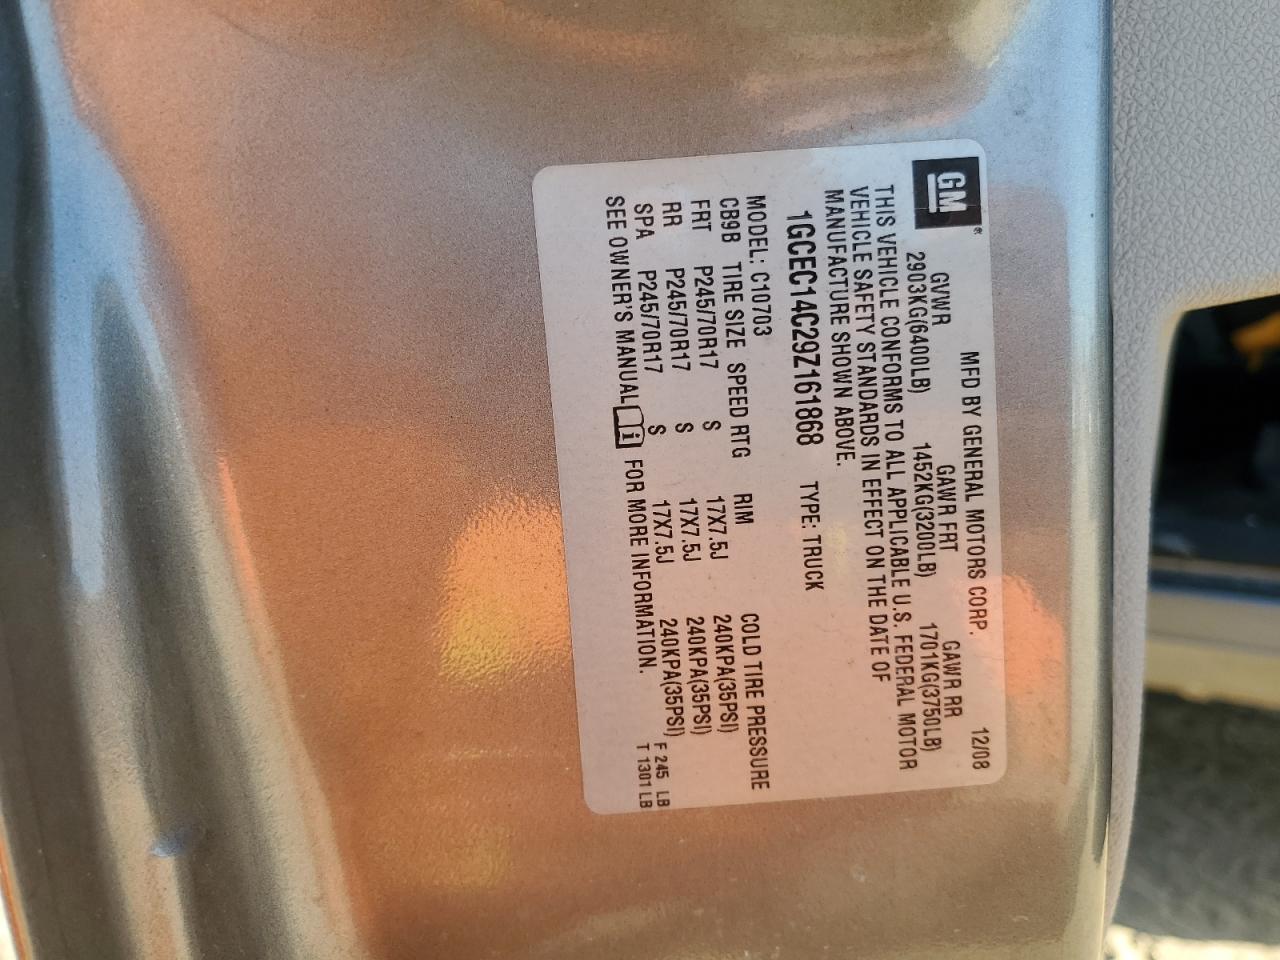 GM
MFD BY GENERAL MOTORS CORP. 12/08
GVWR GAWR FRT GAWR RR
2903KG(6400LB) 1452KG(3200LB) 1701KG(3750LB)
THIS VEHICLE CONFORMS TO ALL APPLICABLE U.S. FEDERAL MOTOR
VEHICLE SAFETY STANDARDS IN EFFECT ON THE DATE OF
MANUFACTURE SHOWN ABOVE.
1GCEC14C29Z161868 TYPE: TRUCK
MODEL: C10703
CB9B TIRE SIZE SPEED RTG RIM COLD TIRE PRESSURE
FRT P245/70R17 S 17X7.5J 240KPA(35PSI)
RR P245/70R17 S 17X7.5J 240KPA(35PSI)
SPA P245/70R17 S 17X7.5J 240KPA(35PSI)
SEE OWNER'S MANUAL i FOR MORE INFORMATION.
F 245 LB
T 1301 LB